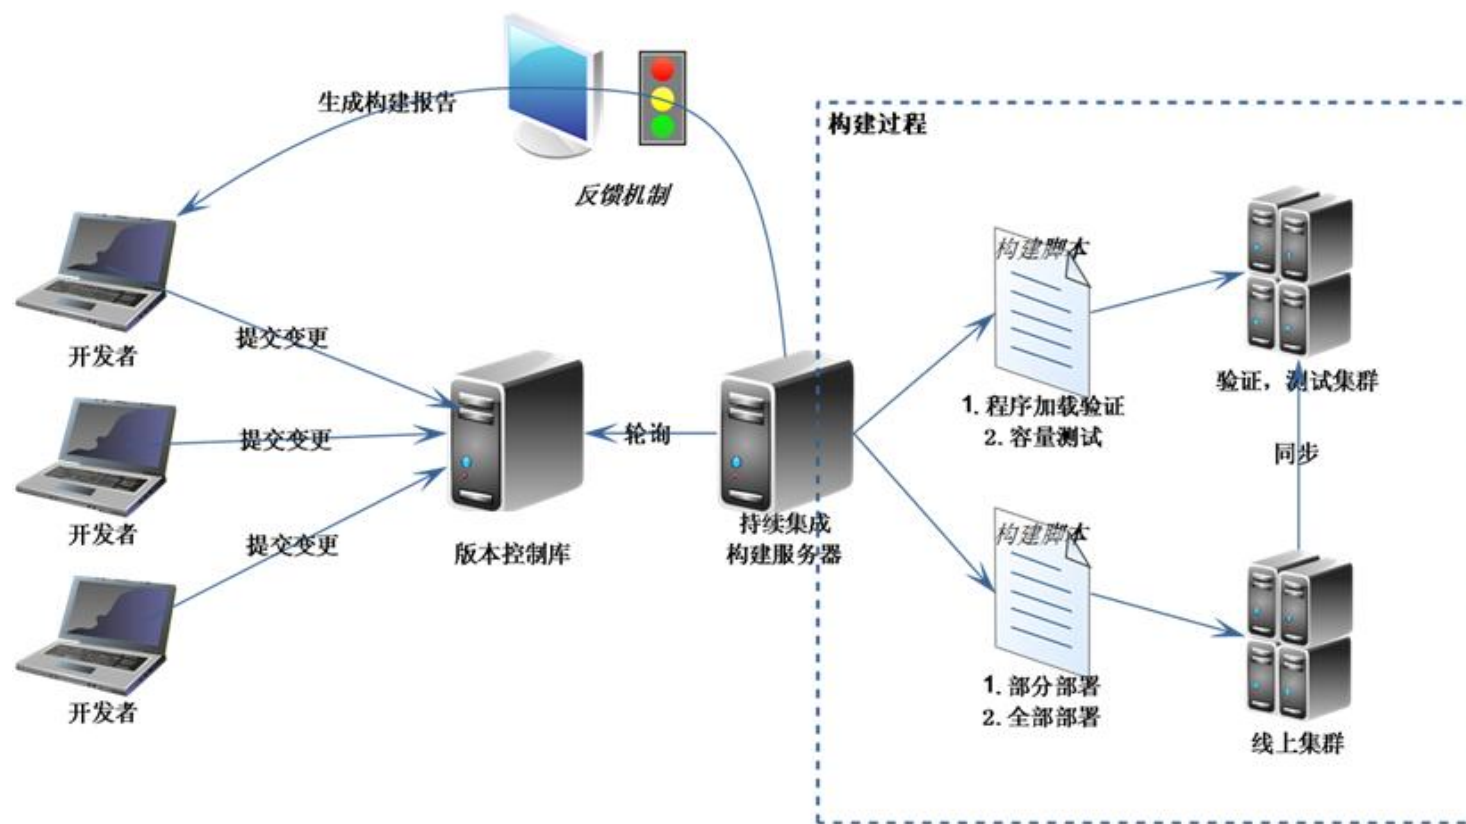 生成构建报告
反馈机制
构建过程
开发者
提交变更
开发者
提交变更
开发者
提交变更
版本控制库
轮询
持续集成
构建服务器
构建脚本
1. 程序加载验证
2. 容量测试
验证，测试集群
同步
构建脚本
1. 部分部署
2. 全部部署
线上集群